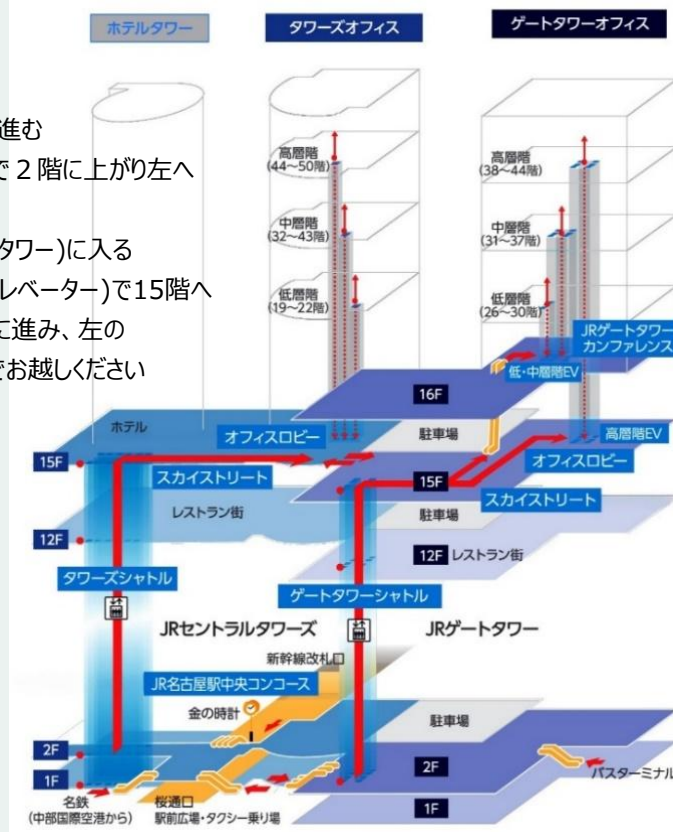 ホテルタワー
タワーズオフィス
ゲートタワーオフィス
進む
で２階に上がり左へ
タワー)に入る
レベーター)で15階へ
に進み、左の
でお越しください
高層階
(44～50階)
中層階
(32～43階)
低層階
(19～22階)
高層階
(38～44階)
中層階
(31～37階)
低層階
(26～30階)
JRゲートタワー
カンファレンス
低・中層階EV
16F
ホテル
オフィスロビー
駐車場
高層階EV
オフィスロビー
15F
スカイストリート
15F
スカイストリート
レストラン街
駐車場
12F
12F レストラン街
タワーズシャトル
ゲートタワーシャトル
JRセントラルタワーズ
JRゲートタワー
新幹線改札口
JR名古屋駅中央コンコース
金の時計
駐車場
2F
2F
1F
バスターミナル
名鉄
(中部国際空港から)
桜通口
駅前広場・タクシー乗り場
1F